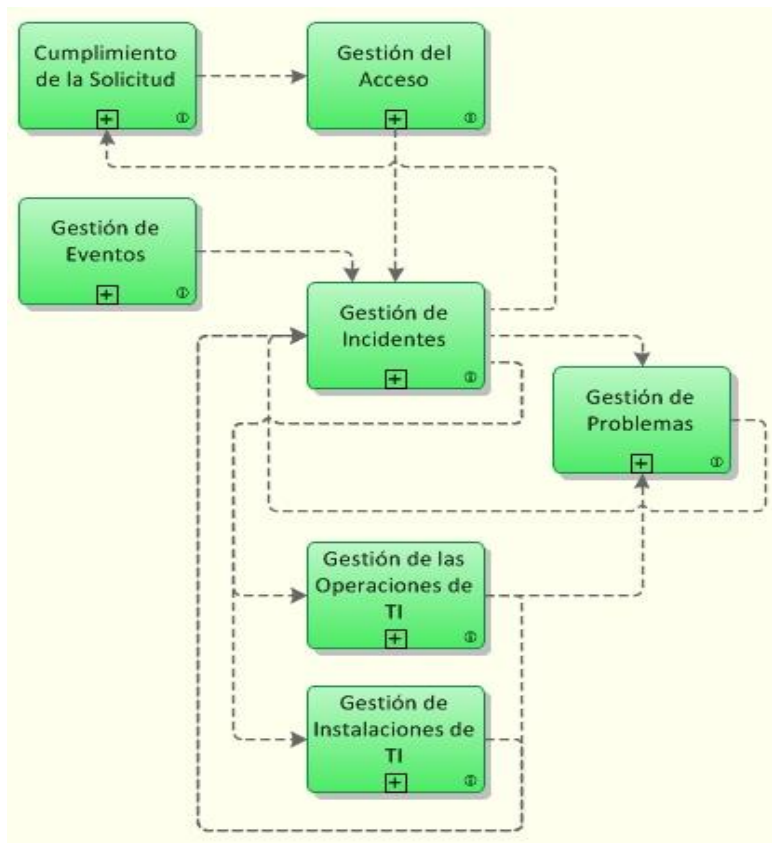 Cumplimiento
de la Solicitud
Gestión del
Acceso
Gestión de
Eventos
Gestión de
Incidentes
Gestión de
Problemas
Gestión de las
Operaciones de
TI
Gestión de
Instalaciones de
TI